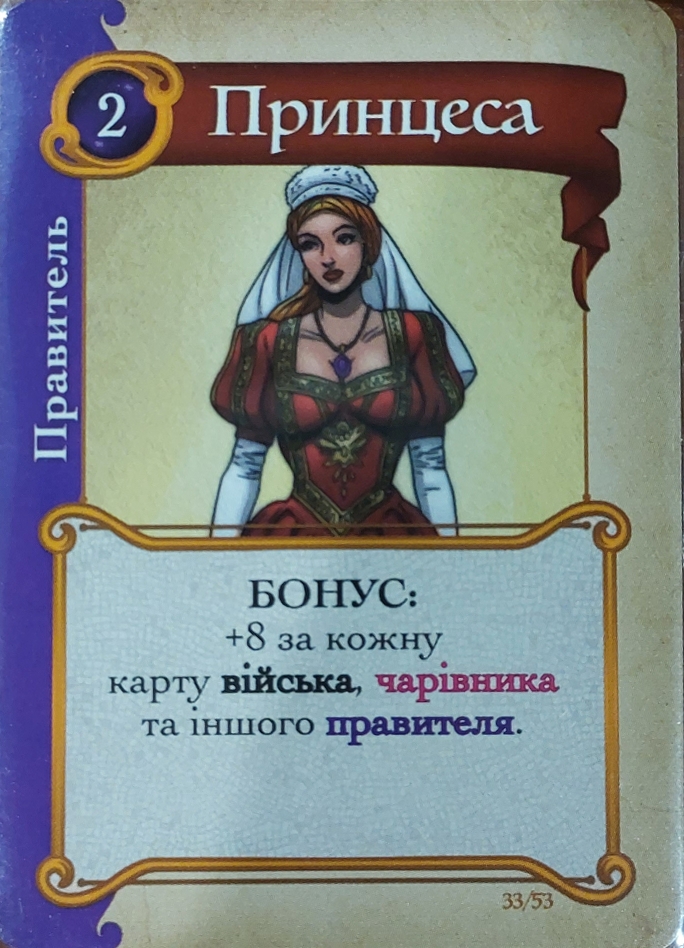 2
Принцеса
Правитель
БОНУС:
+8 за кожну
карту війська, чарівника
та іншого правителя.
33/53